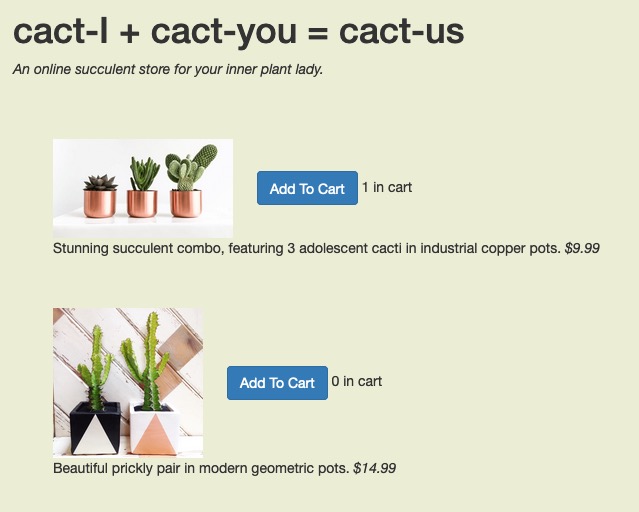 cact-I + cact-you = cact-us
An online succulent store for your inner plant lady.
Add To Cart 1 in cart
Stunning succulent combo, featuring 3 adolescent cacti in industrial copper pots. $9.99
Add To Cart 0 in cart
Beautiful prickly pair in modern geometric pots. $14.99